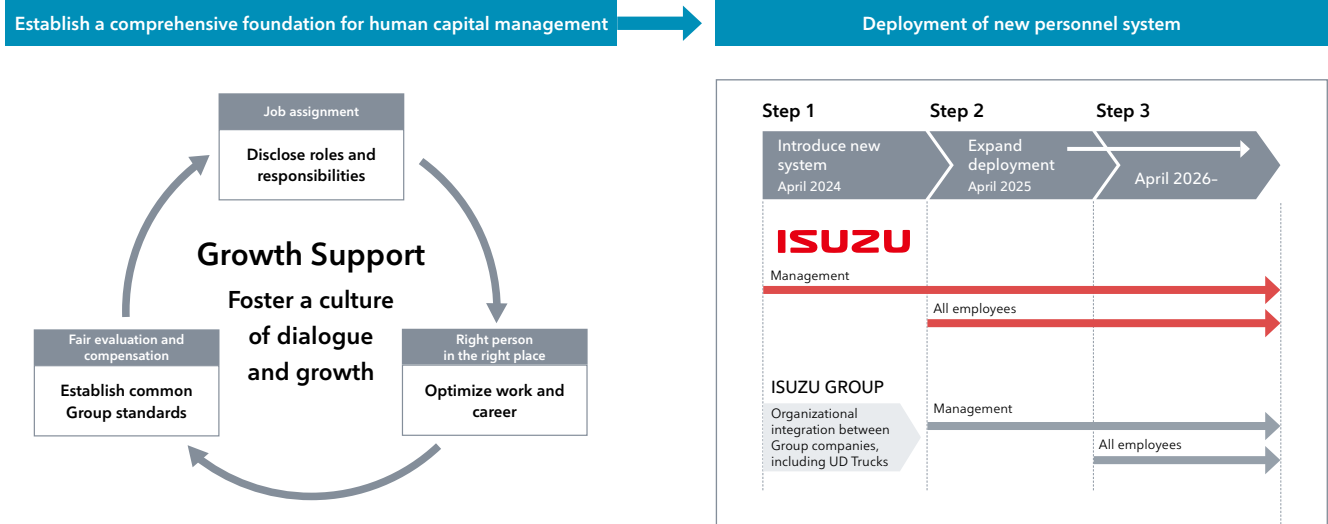 Establish a comprehensive foundation for human capital management
Deployment of new personnel system
Job assignment
Disclose roles and
responsibilities
Growth Support
Foster a culture
of dialogue
and growth
Fair evaluation and
compensation
Establish common
Group standards
Right person
in the right place
Optimize work and
career
Step 1
Step 2
Step 3
Introduce new
system
April 2024
Expand
deployment
April 2025
April 2026–
ISUZU
Management
All employees
ISUZU GROUP
Organizational
integration between
Group companies,
including UD Trucks
Management
All employees